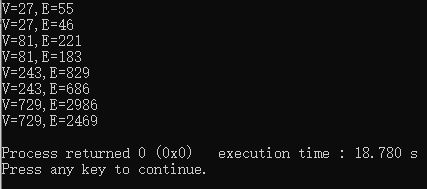 V=27,E=55
V=27,E=46
V=81,E=221
V=81,E=183
V=243,E=829
V=243,E=686
V=729,E=2986
V=729,E=2469
Process returned 0 (0x0)   execution time : 18.780 s
Press any key to continue.